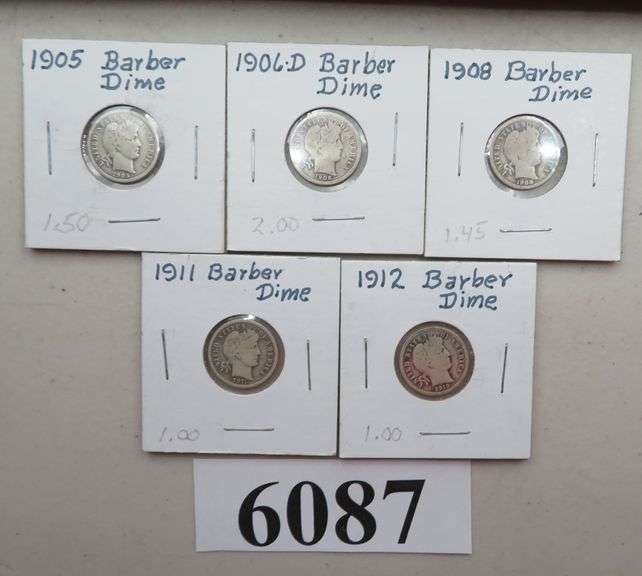 1905 Barber
Dime
1.50
1906-D Barber
Dime
2.00
1908 Barber
Dime
1.45
1911 Barber
Dime
1.00
1912 Barber
Dime
1.00
6087